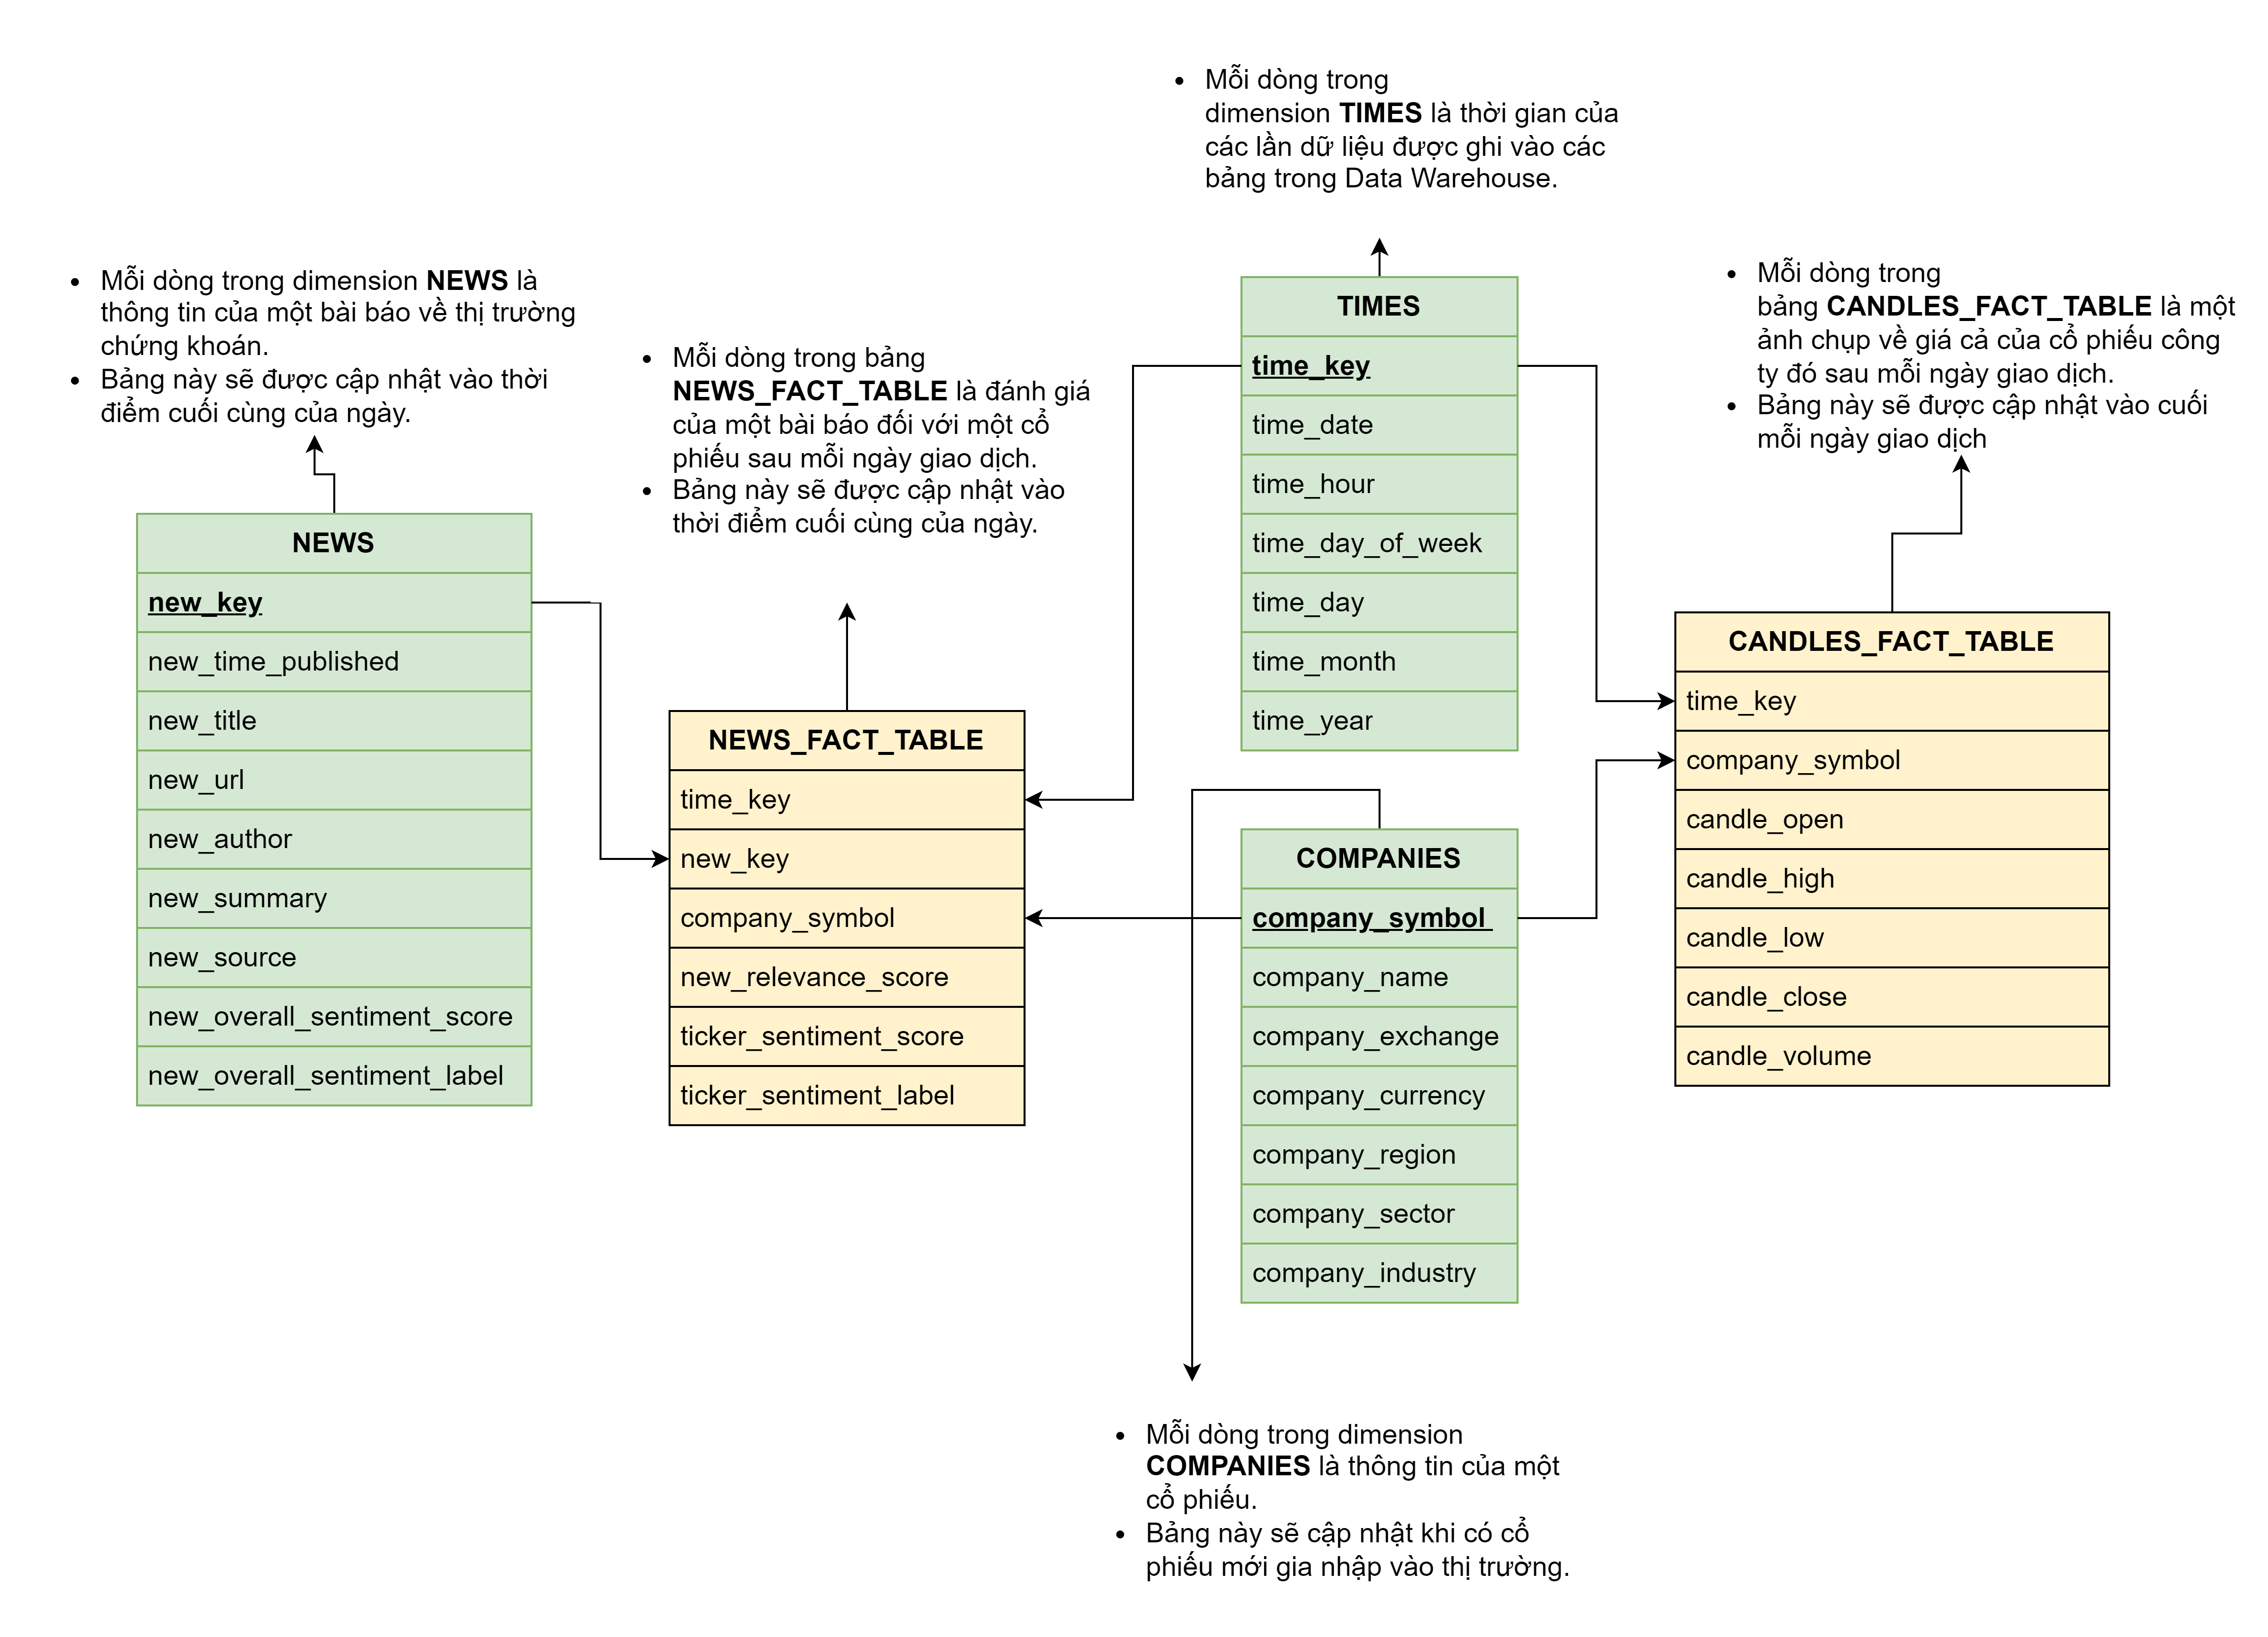 • Mỗi dòng trong
dimension TIMES là thời gian của
các lần dữ liệu được ghi vào các
bảng trong Data Warehouse.
• Mỗi dòng trong dimension NEWS là
thông tin của một bài báo về thị trường
chứng khoán.
• Bảng này sẽ được cập nhật vào thời
điểm cuối cùng của ngày.
• Mỗi dòng trong bảng
NEWS_FACT_TABLE là đánh giá
của một bài báo đối với một cổ
phiếu sau mỗi ngày giao dịch.
• Bảng này sẽ được cập nhật vào
thời điểm cuối cùng của ngày.
• Mỗi dòng trong
bảng CANDLES_FACT_TABLE là một
ảnh chụp về giá cả của cổ phiếu công
ty đó sau mỗi ngày giao dịch.
• Bảng này sẽ được cập nhật vào cuối
mỗi ngày giao dịch
NEWS
new_key
new_time_published
new_title
new_url
new_author
new_summary
new_source
new_overall_sentiment_score
new_overall_sentiment_label
NEWS_FACT_TABLE
time_key
new_key
company_symbol
new_relevance_score
ticker_sentiment_score
ticker_sentiment_label
TIMES
time_key
time_date
time_hour
time_day_of_week
time_day
time_month
time_year
COMPANIES
company_symbol
company_name
company_exchange
company_currency
company_region
company_sector
company_industry
CANDLES_FACT_TABLE
time_key
company_symbol
candle_open
candle_high
candle_low
candle_close
candle_volume
• Mỗi dòng trong dimension
COMPANIES là thông tin của một
cổ phiếu.
• Bảng này sẽ cập nhật khi có cổ
phiếu mới gia nhập vào thị trường.